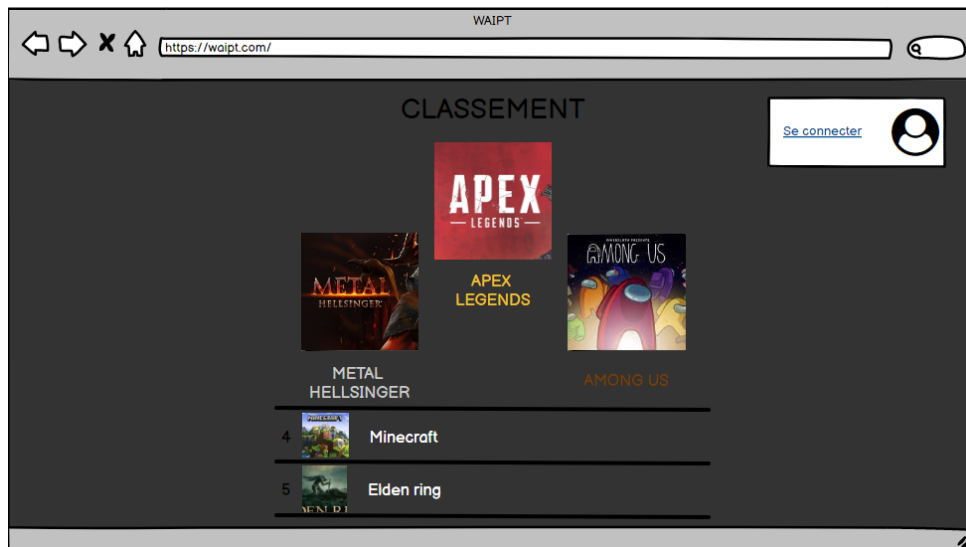 WAIPT
https://waipt.com/
CLASSEMENT
Se connecter
APEX
LEGENDS
METAL
HELLSINGER
AMONG US
APEX
LEGENDS
METAL
HELLSINGER
AMONG US
4 MINECRAFT Minecraft
5 Elden ring